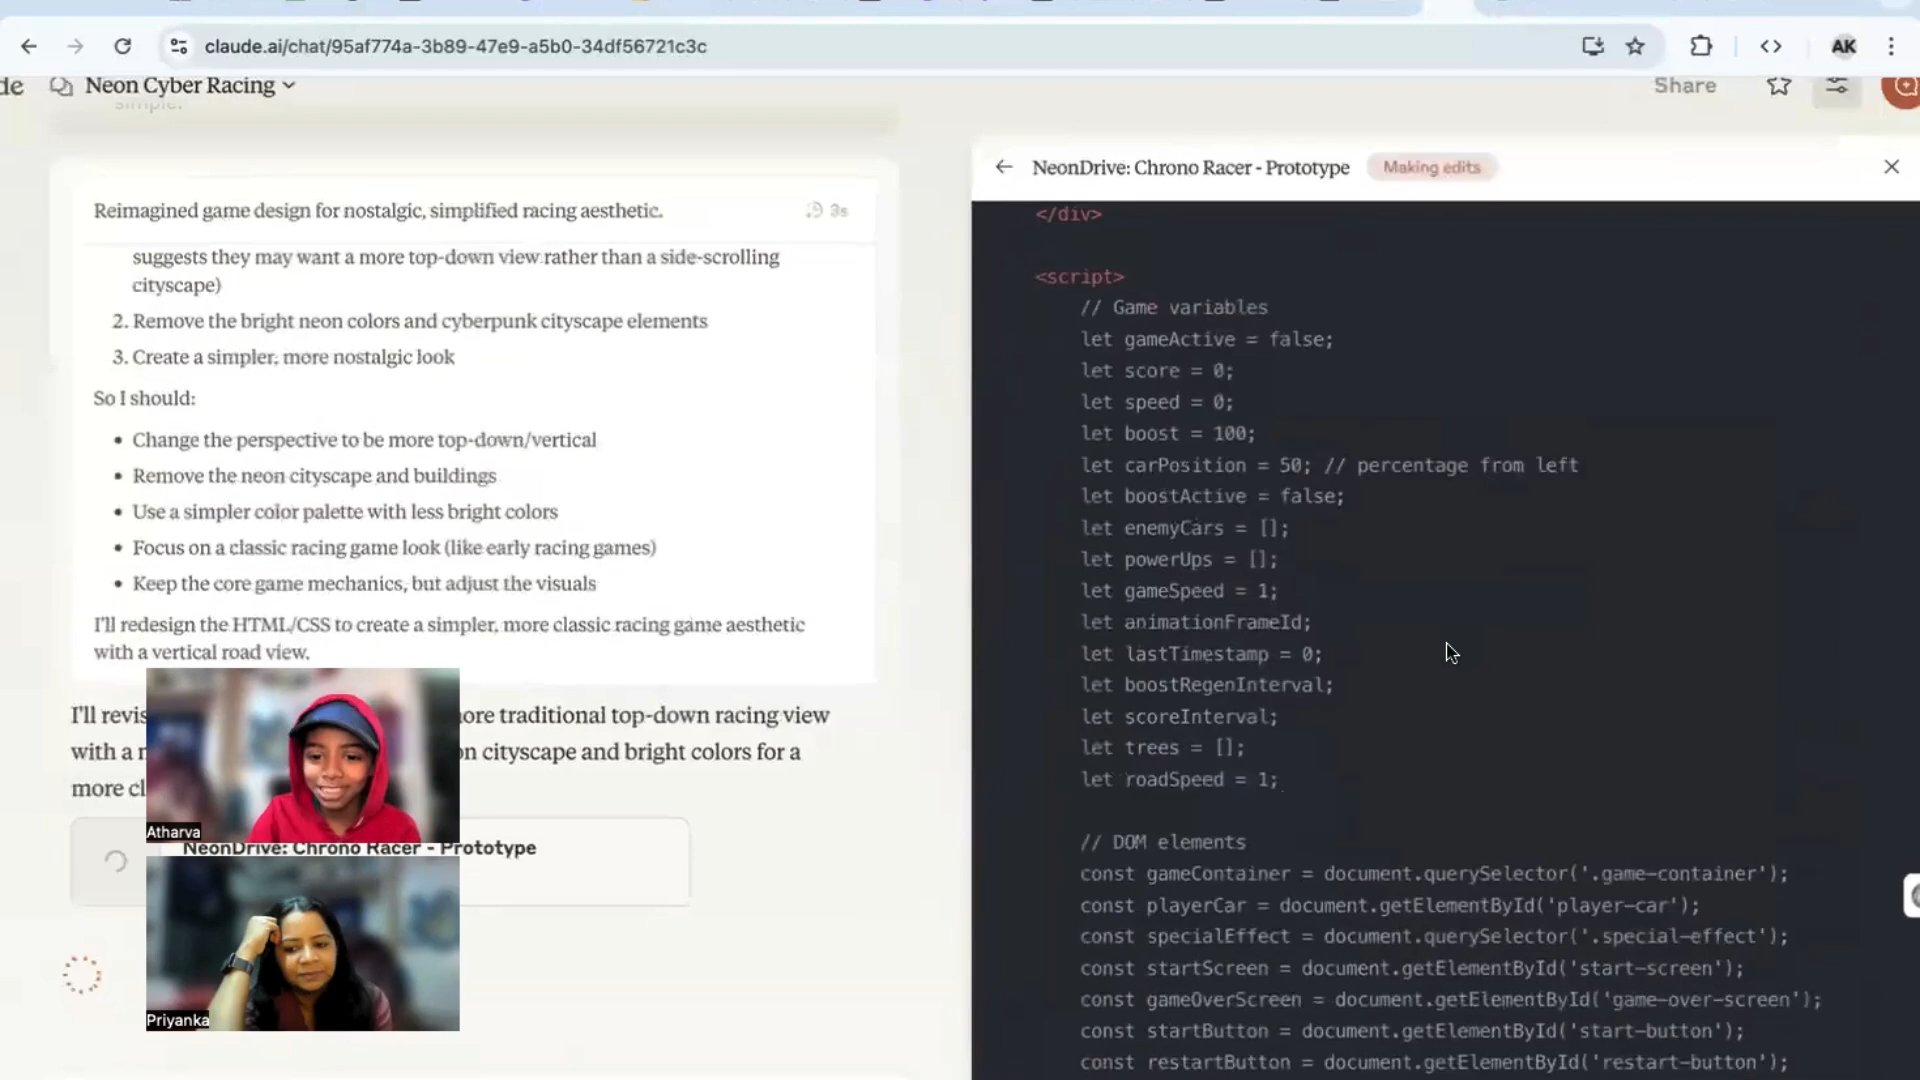 claude.ai/chat/95af774a-3b89-47e9-a5b0-34df56721c3c
AK
de
Neon Cyber Racing
Share
simple.
Reimagined game design for nostalgic, simplified racing aesthetic.
3s
suggests they may want a more top-down view rather than a side-scrolling
cityscape)
2. Remove the bright neon colors and cyberpunk cityscape elements
3. Create a simpler, more nostalgic look
So I should:
• Change the perspective to be more top-down/vertical
• Remove the neon cityscape and buildings
• Use a simpler color palette with less bright colors
• Focus on a classic racing game look (like early racing games)
• Keep the core game mechanics, but adjust the visuals
I'll redesign the HTML/CSS to create a simpler, more classic racing game aesthetic
with a vertical road view.
I'll revis ore traditional top-down racing view
with a n cityscape and bright colors for a
more cl
NeonDrive: Chrono Racer - Prototype
Atharva
Priyanka
NeonDrive: Chrono Racer - Prototype
Making edits
</div>
<script>
// Game variables
let gameActive = false;
let score = 0;
let speed = 0;
let boost = 100;
let carPosition = 50; // percentage from left
let boostActive = false;
let enemyCars = [];
let powerUps = [];
let gameSpeed = 1;
let animationFrameId;
let lastTimestamp = 0;
let boostRegenInterval;
let scoreInterval;
let trees = [];
let roadSpeed = 1;
// DOM elements
const gameContainer = document.querySelector('.game-container');
const playerCar = document.getElementById('player-car');
const specialEffect = document.querySelector('.special-effect');
const startScreen = document.getElementById('start-screen');
const gameOverScreen = document.getElementById('game-over-screen');
const startButton = document.getElementById('start-button');
const restartButton = document.getElementById('restart-button');